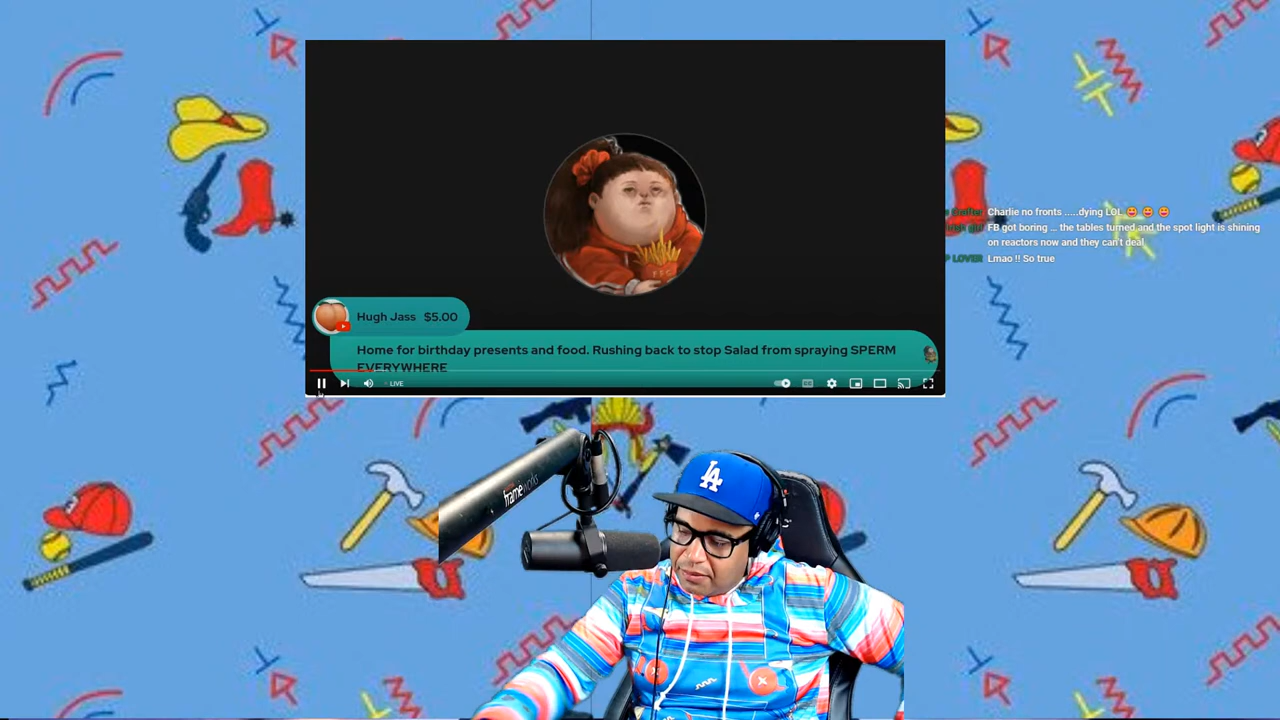 Hugh Jass $5.00
Home for birthday presents and food. Rushing back to stop Salad from spraying SPERM
EVERYWHERE
LIVE
Charlie no fronts .....dying LOL
FB got boring ... the tables turned and the spot light is shining
on reactors now and they can't deal
LOVER Lmao !! So true
frameworks
LA